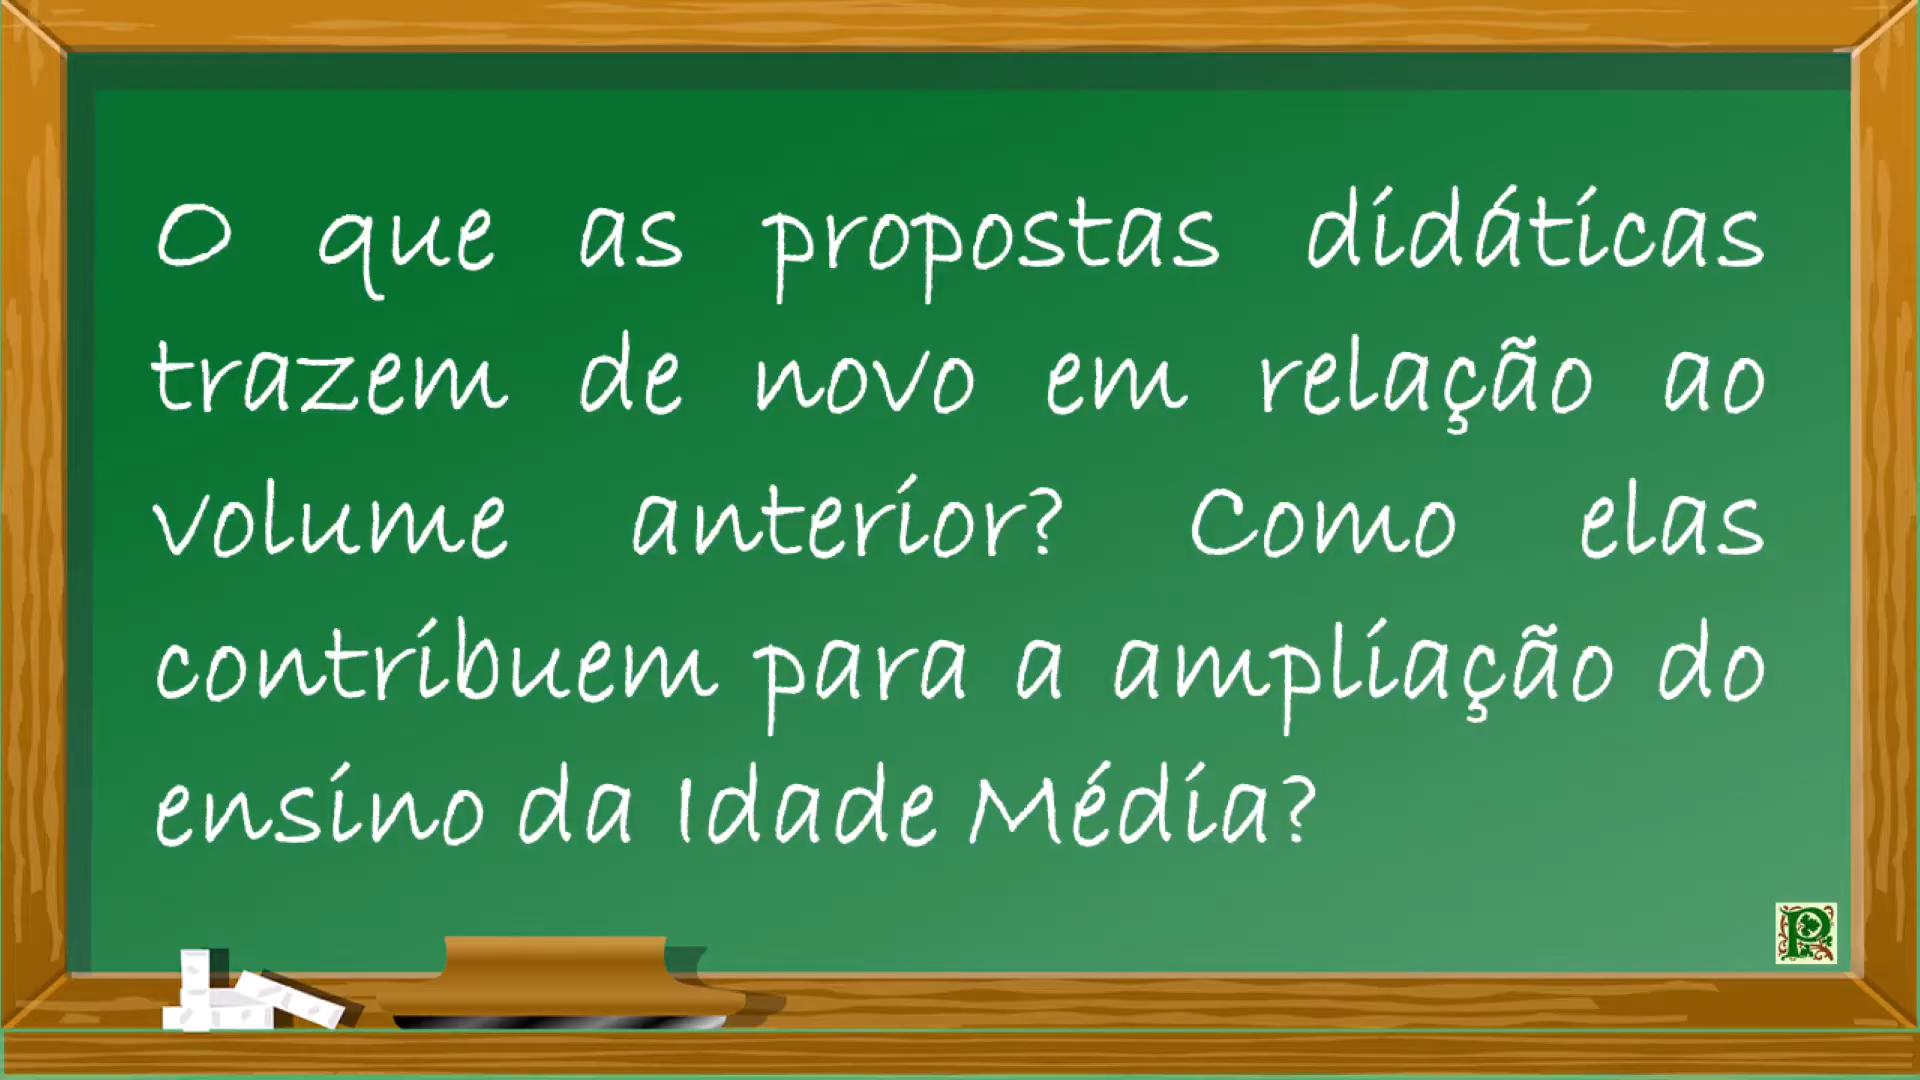 O que as propostas didáticas
trazem de novo em relação ao
volume anterior? Como elas
contribuem para a ampliação do
ensino da Idade Média?
P